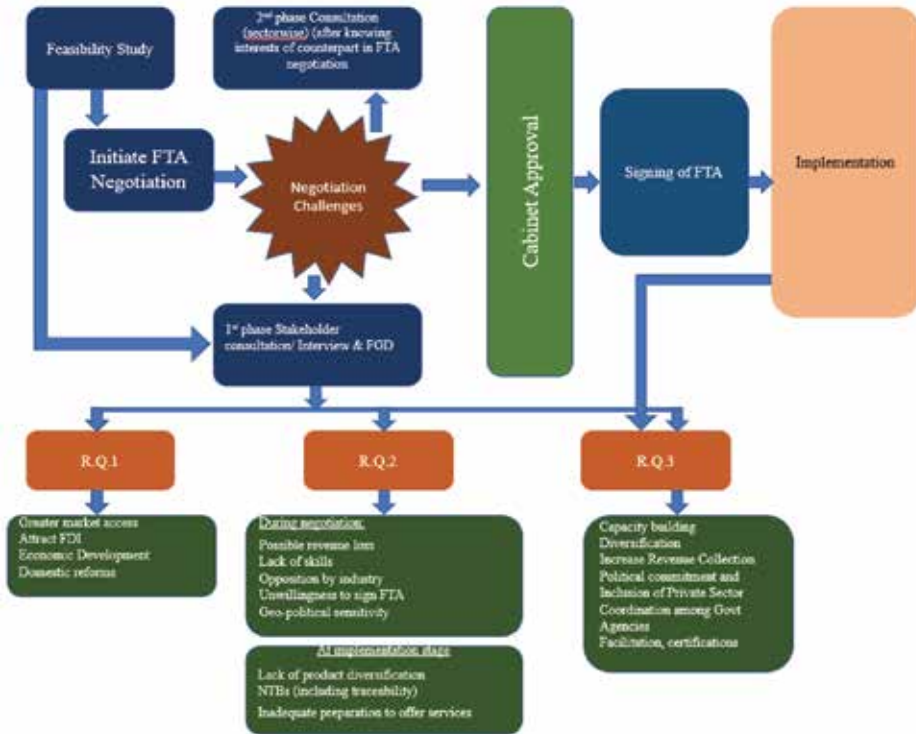 Feasibility Study
2nd phase Consultation
(sectorwise) (after knowing
interests of counterpart in FTA
negotiation
Initiate FTA
Negotiation
Negotiation
Challenges
Cabinet Approval
Signing of FTA
Implementation
1st phase Stakeholder
consultation/ Interview & FGD
R.Q.1
R.Q.2
R.Q.3
Greater market access
Attract FDI
Economic Development
Domestic reforms
During negotiation:
Possible revenue loss
Lack of skills
Opposition by industry
Unwillingness to sign FTA
Geo-political sensitivity
At implementation stage
Lack of product diversification
NTBs (including traceability)
Inadequate preparation to offer services
Capacity building
Diversification
Increase Revenue Collection
Political commitment and
Inclusion of Private Sector
Coordination among Govt
Agencies
Facilitation, certifications